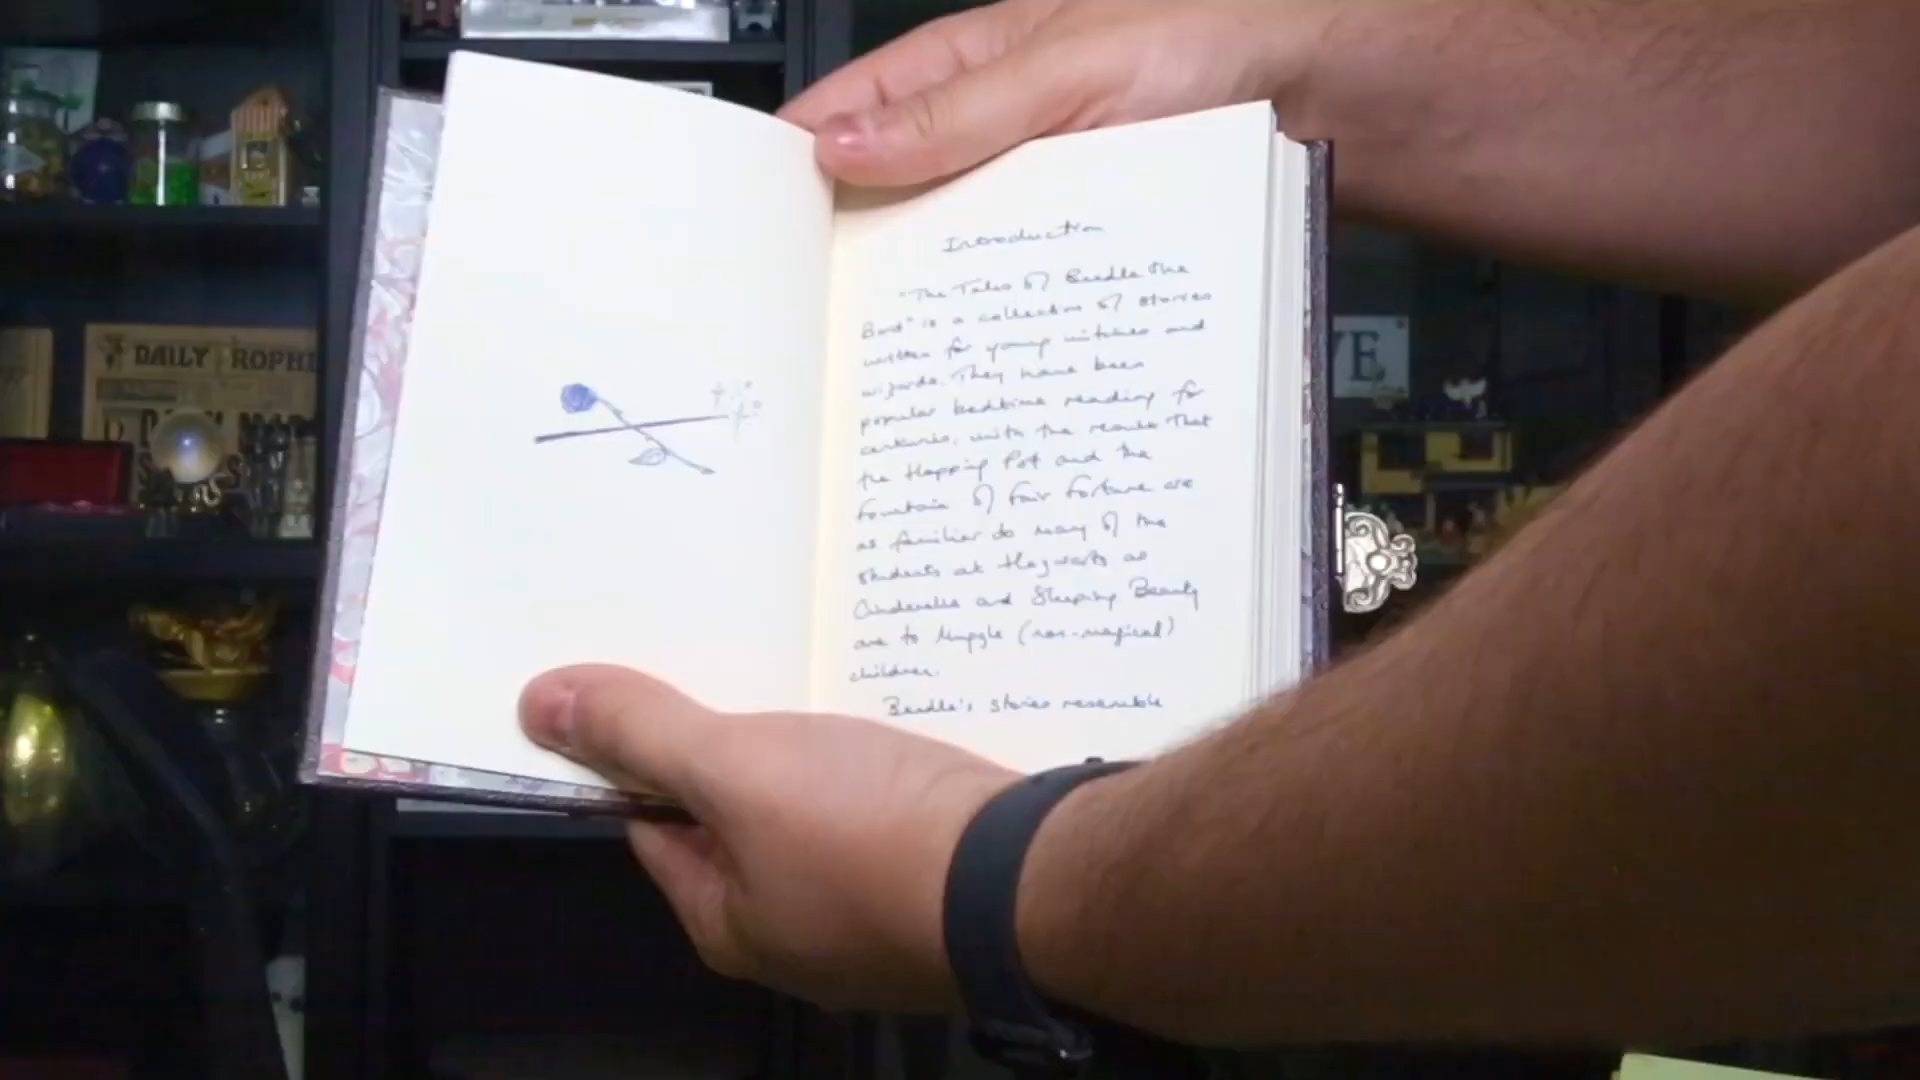 DAILY ROPHE
VE
Introduction
"The Tales of Beedle the
Bard" is a collection of stories
written for young witches and
wizards. They have been
popular bedtime reading for
centuries, with the result that
the Hopping Pot and the
Fountain of Fair Fortune are
as familiar to many of the
students at Hogwarts as
Cinderella and Sleeping Beauty
are to Muggle (non-magical)
children.
Beedle's stories resemble